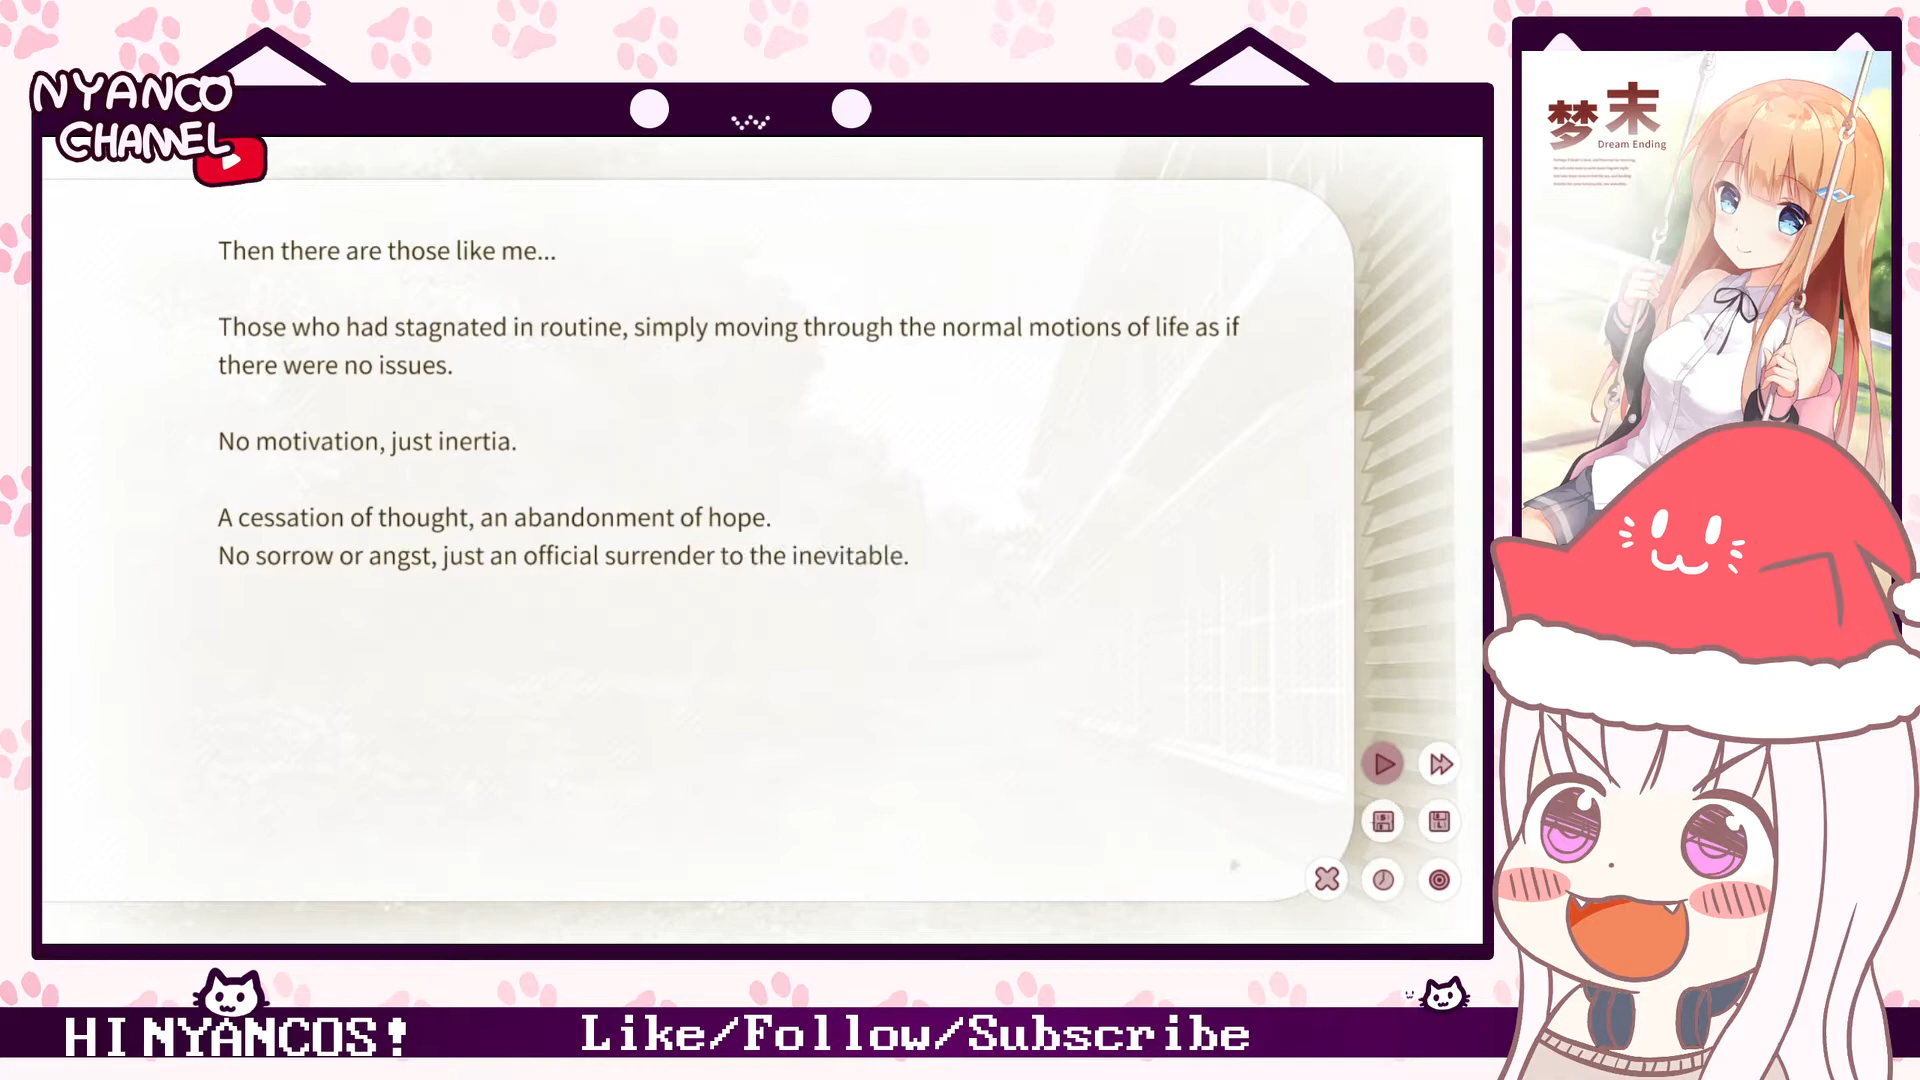 NYANCO
CHANNEL
Then there are those like me...
Those who had stagnated in routine, simply moving through the normal motions of life as if
there were no issues.
No motivation, just inertia.
A cessation of thought, an abandonment of hope.
No sorrow or angst, just an official surrender to the inevitable.
梦末
Dream Ending
HI NYANCOS!
Like/Follow/Subscribe